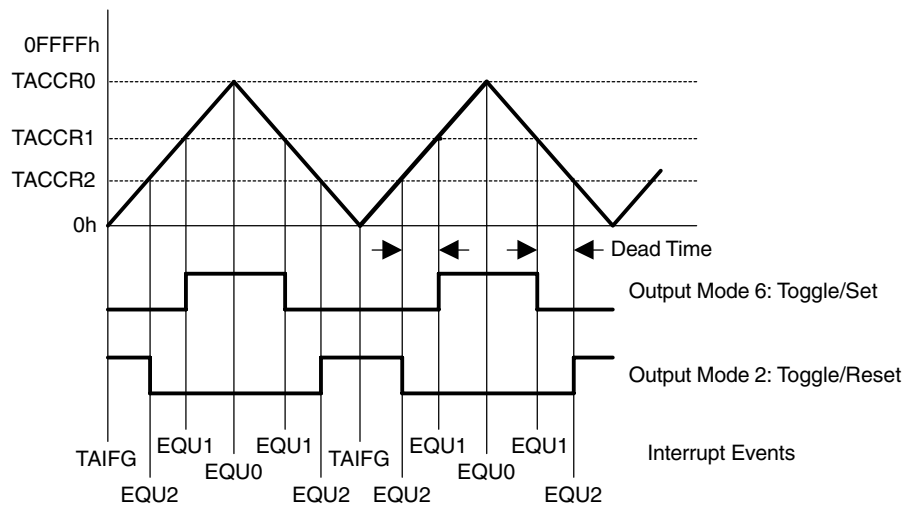 0FFFFh
TACCR0
TACCR1
TACCR2
0h
Dead Time
Output Mode 6: Toggle/Set
Output Mode 2: Toggle/Reset
TAIFG
EQU2
EQU1
EQU0
EQU1
EQU2
TAIFG
EQU2
EQU1
EQU0
EQU1
EQU2
Interrupt Events